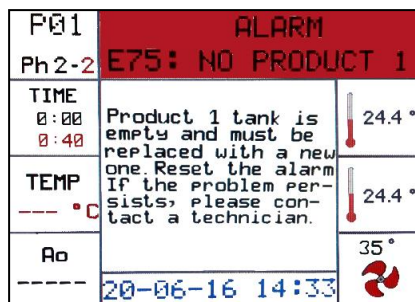 P01
ALARM
Ph 2-2
E75: NO PRODUCT 1
TIME
0:00
0:40
Product 1 tank is
empty and must be
replaced with a new
one. Reset the alarm
If the problem per-
sists, please con-
tact a technician.
24.4 °
TEMP
--- °C
24.4 °
Ao
-----
35°
20-06-16 14:33